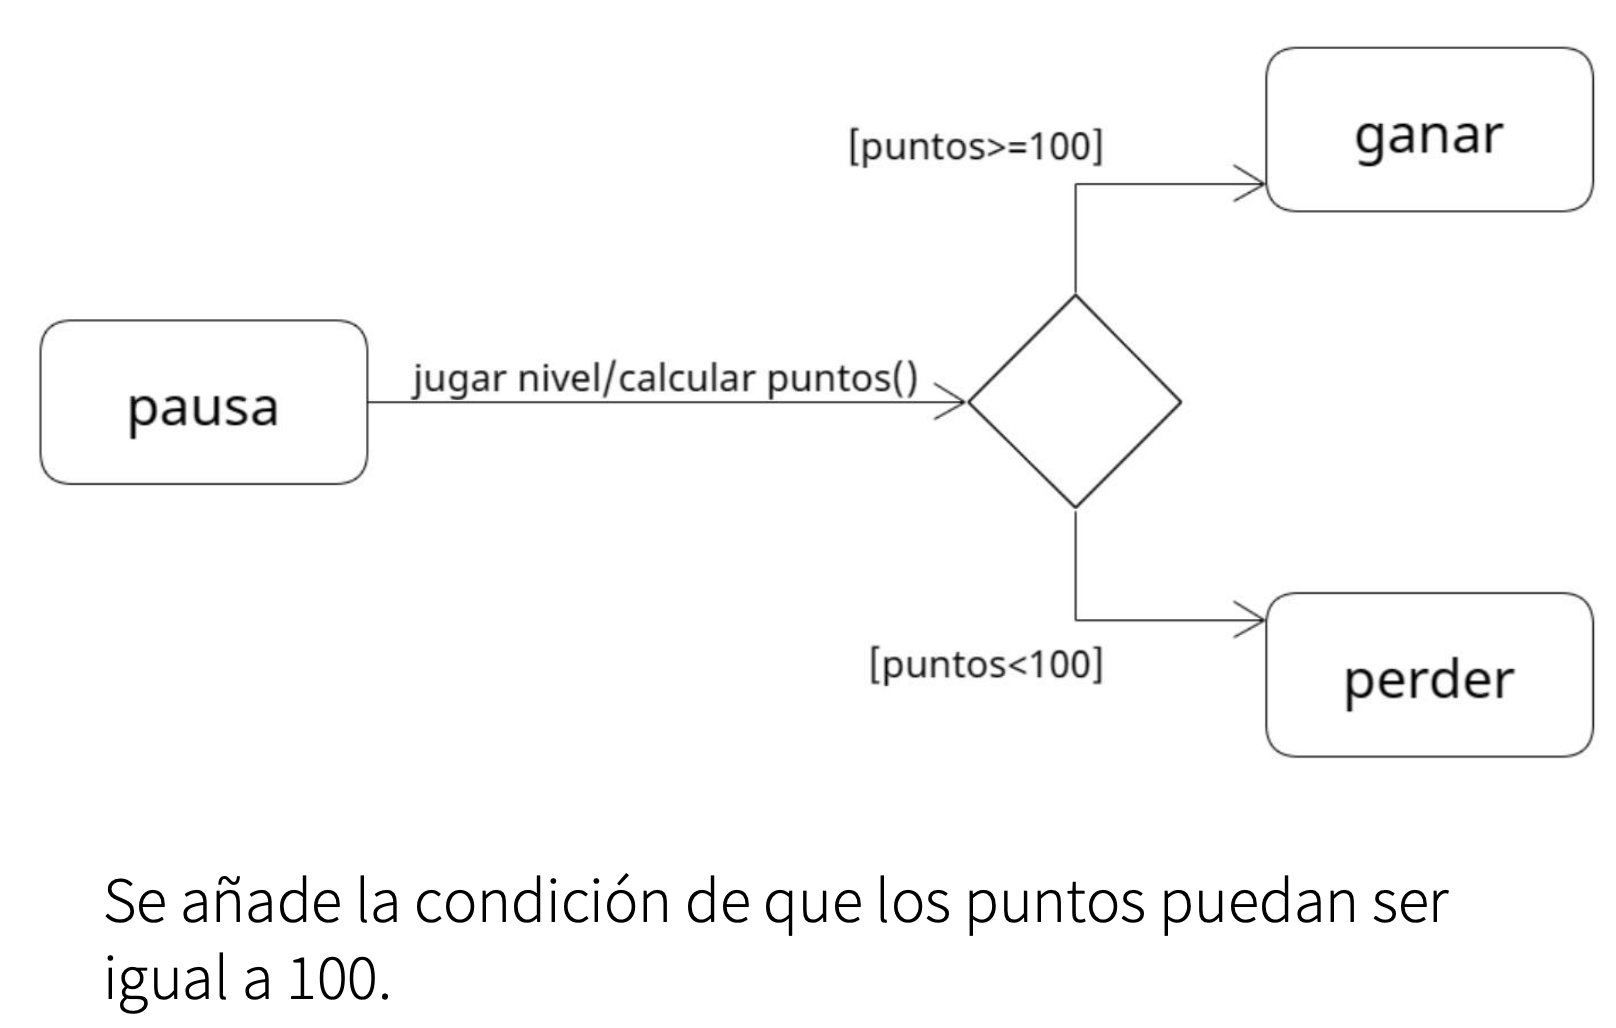 [puntos>=100]
ganar
jugar nivel/calcular puntos()
pausa
[puntos<100]
perder
Se añade la condición de que los puntos puedan ser
igual a 100.